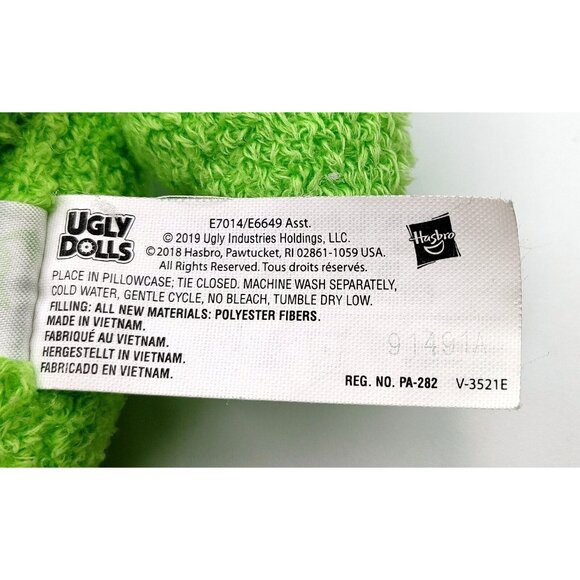 UGLY
DOLLS
E7014/E6649 Asst.
© 2019 Ugly Industries Holdings, LLC.
©2018 Hasbro, Pawtucket, RI 02861-1059 USA.
All Rights Reserved. Tous droits réservés.
Hasbro
PLACE IN PILLOWCASE; TIE CLOSED. MACHINE WASH SEPARATELY,
COLD WATER, GENTLE CYCLE, NO BLEACH, TUMBLE DRY LOW.
FILLING: ALL NEW MATERIALS: POLYESTER FIBERS.
MADE IN VIETNAM.
FABRIQUÉ AU VIETNAM.
HERGESTELLT IN VIETNAM.
FABRICADO EN VIETNAM.
91491A
REG. NO. PA-282 V-3521E